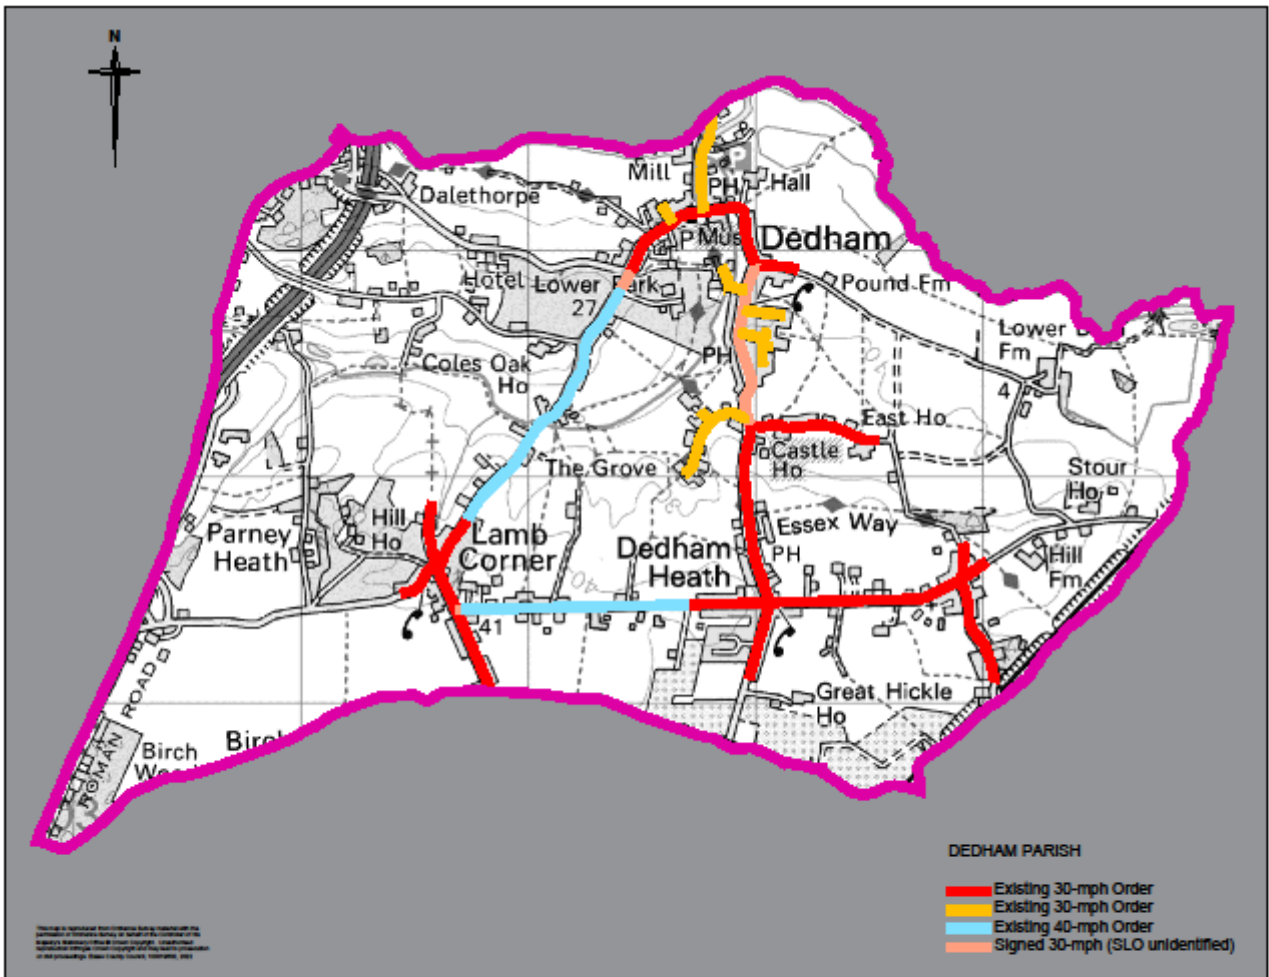 N
Mill
PH
P
Hall
Dalethorpe
P
Mus
Dedham
Hotel
Lower Park
27
Pound Fm
Lower
Fm
Coles Oak
Ho
PH
4
East Ho
The Grove
Castle
Ho
Stour
Ho
Hill
Ho
Lamb
Corner
Parney
Heath
Essex Way
Dedham
Heath
PH
Hill
Fm
40
41
Great Hickle
Ho
ROMAN ROAD
Birch
DEDHAM PARISH
Existing 30-mph Order
Existing 30-mph Order
Existing 40-mph Order
Signed 30-mph (SLO unidentified)